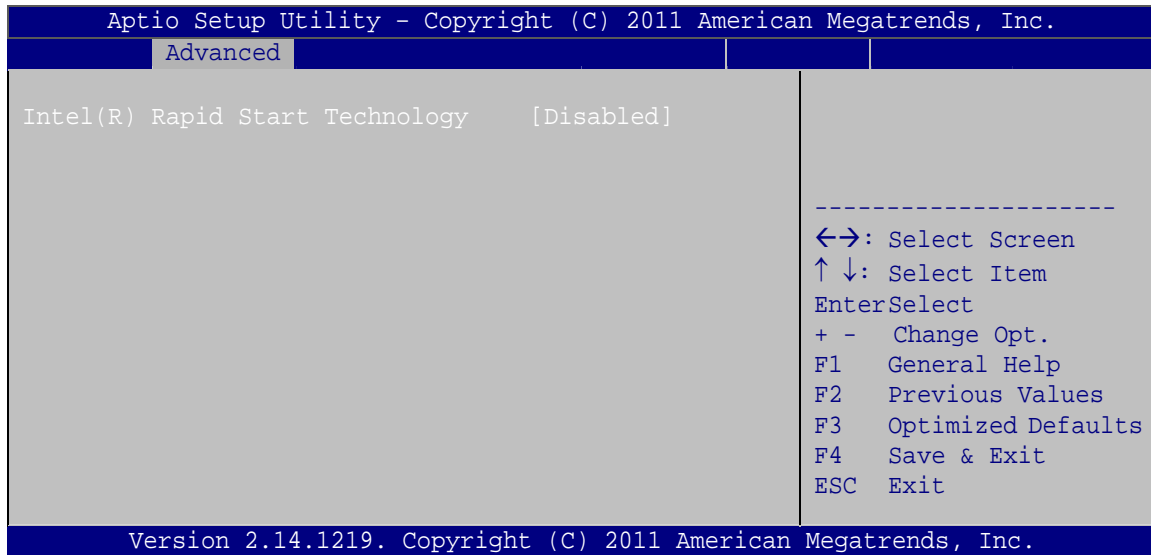 Aptio Setup Utility – Copyright (C) 2011 American Megatrends, Inc.
Advanced
Intel(R) Rapid Start Technology [Disabled]
---------------------
←→: Select Screen
↑ ↓: Select Item
EnterSelect
+ - Change Opt.
F1 General Help
F2 Previous Values
F3 Optimized Defaults
F4 Save & Exit
ESC Exit
Version 2.14.1219. Copyright (C) 2011 American Megatrends, Inc.